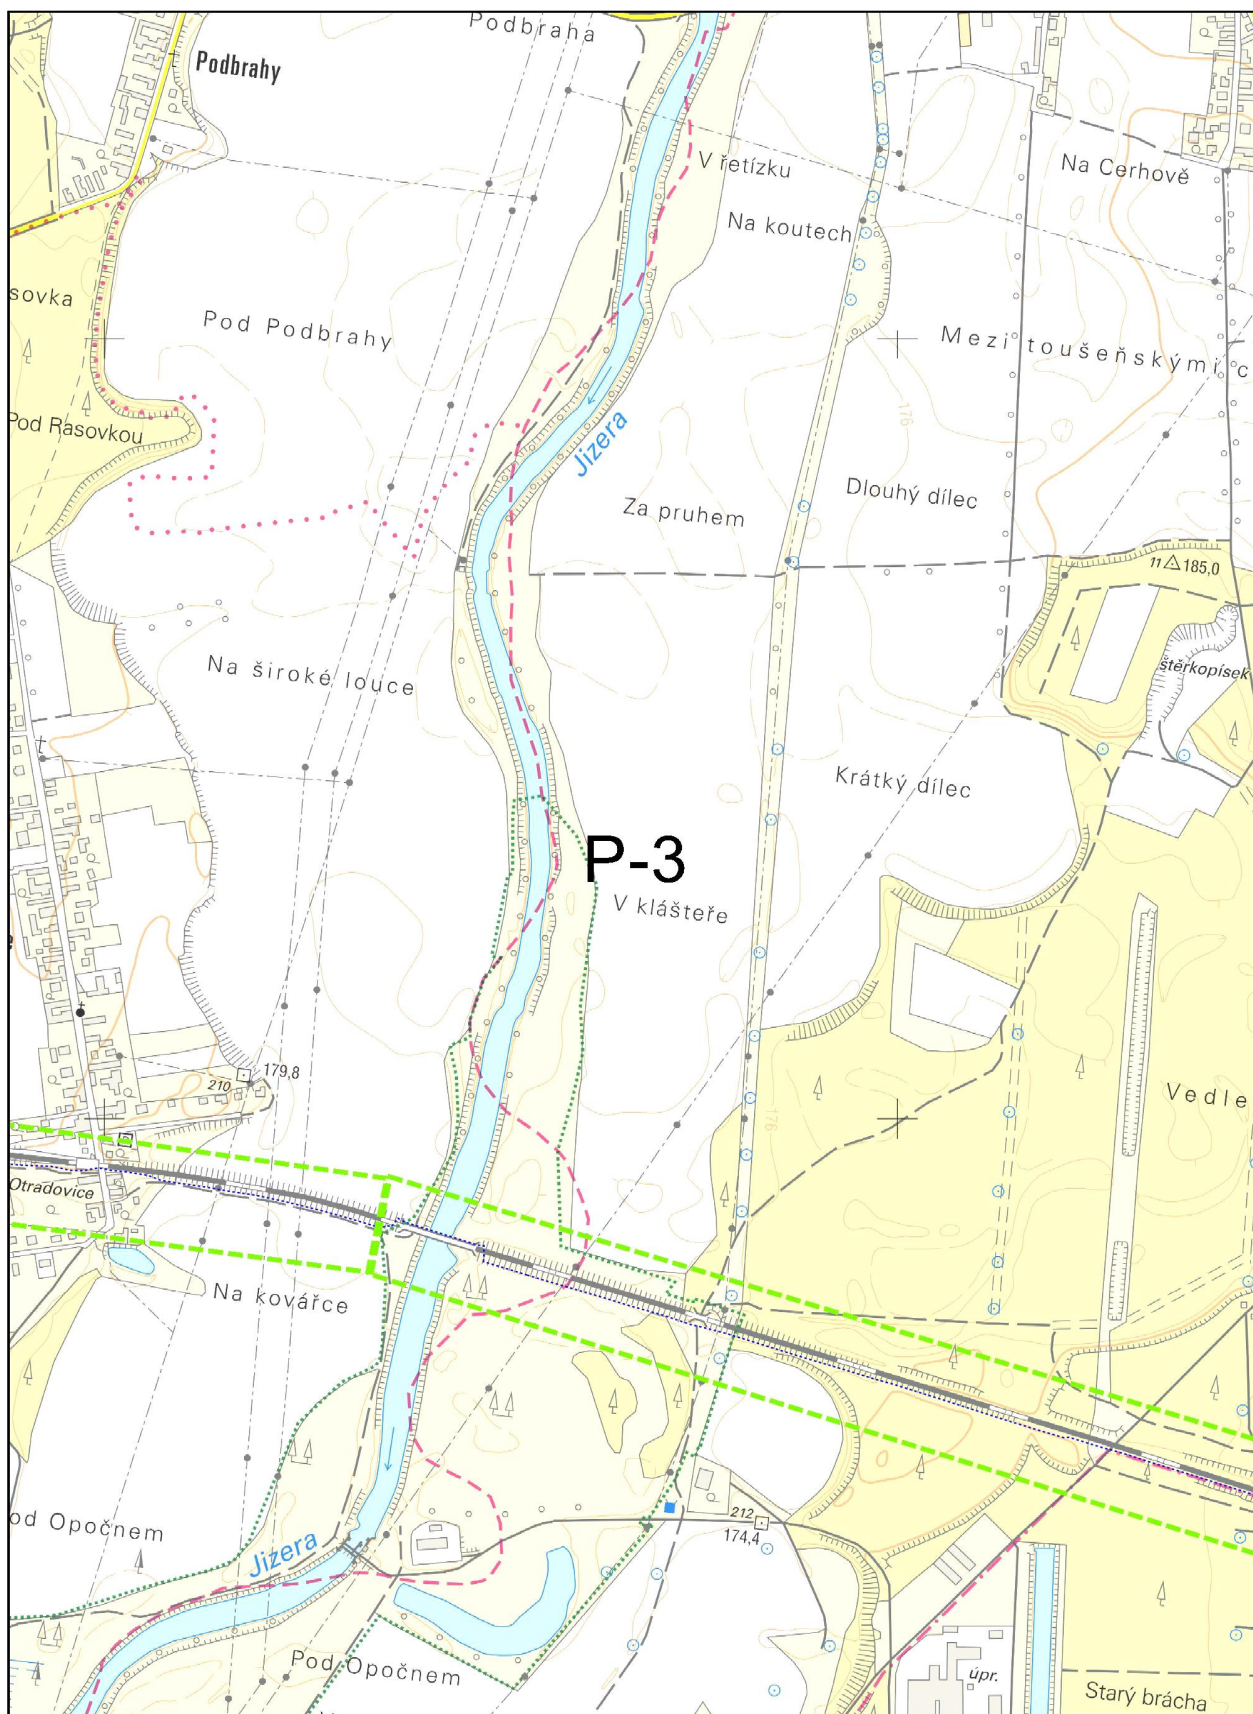 Podbraha
Podbrahy
V řetízku
Na Cerhově
Na koutech
sovka
Pod Podbrahy
Mezi toušeňskými c
176
Pod Rasovkou
Jizera
Dlouhý dílec
Za pruhem
11 185,0
Na široké louce
štěrkopísek
Krátký dílec
P-3
V klášteře
e
179,8
210
Vedle
176
Otradovice
Na kovářce
212
174,4
od Opočnem
Jizera
Pod Opočnem
úpr.
Starý brácha